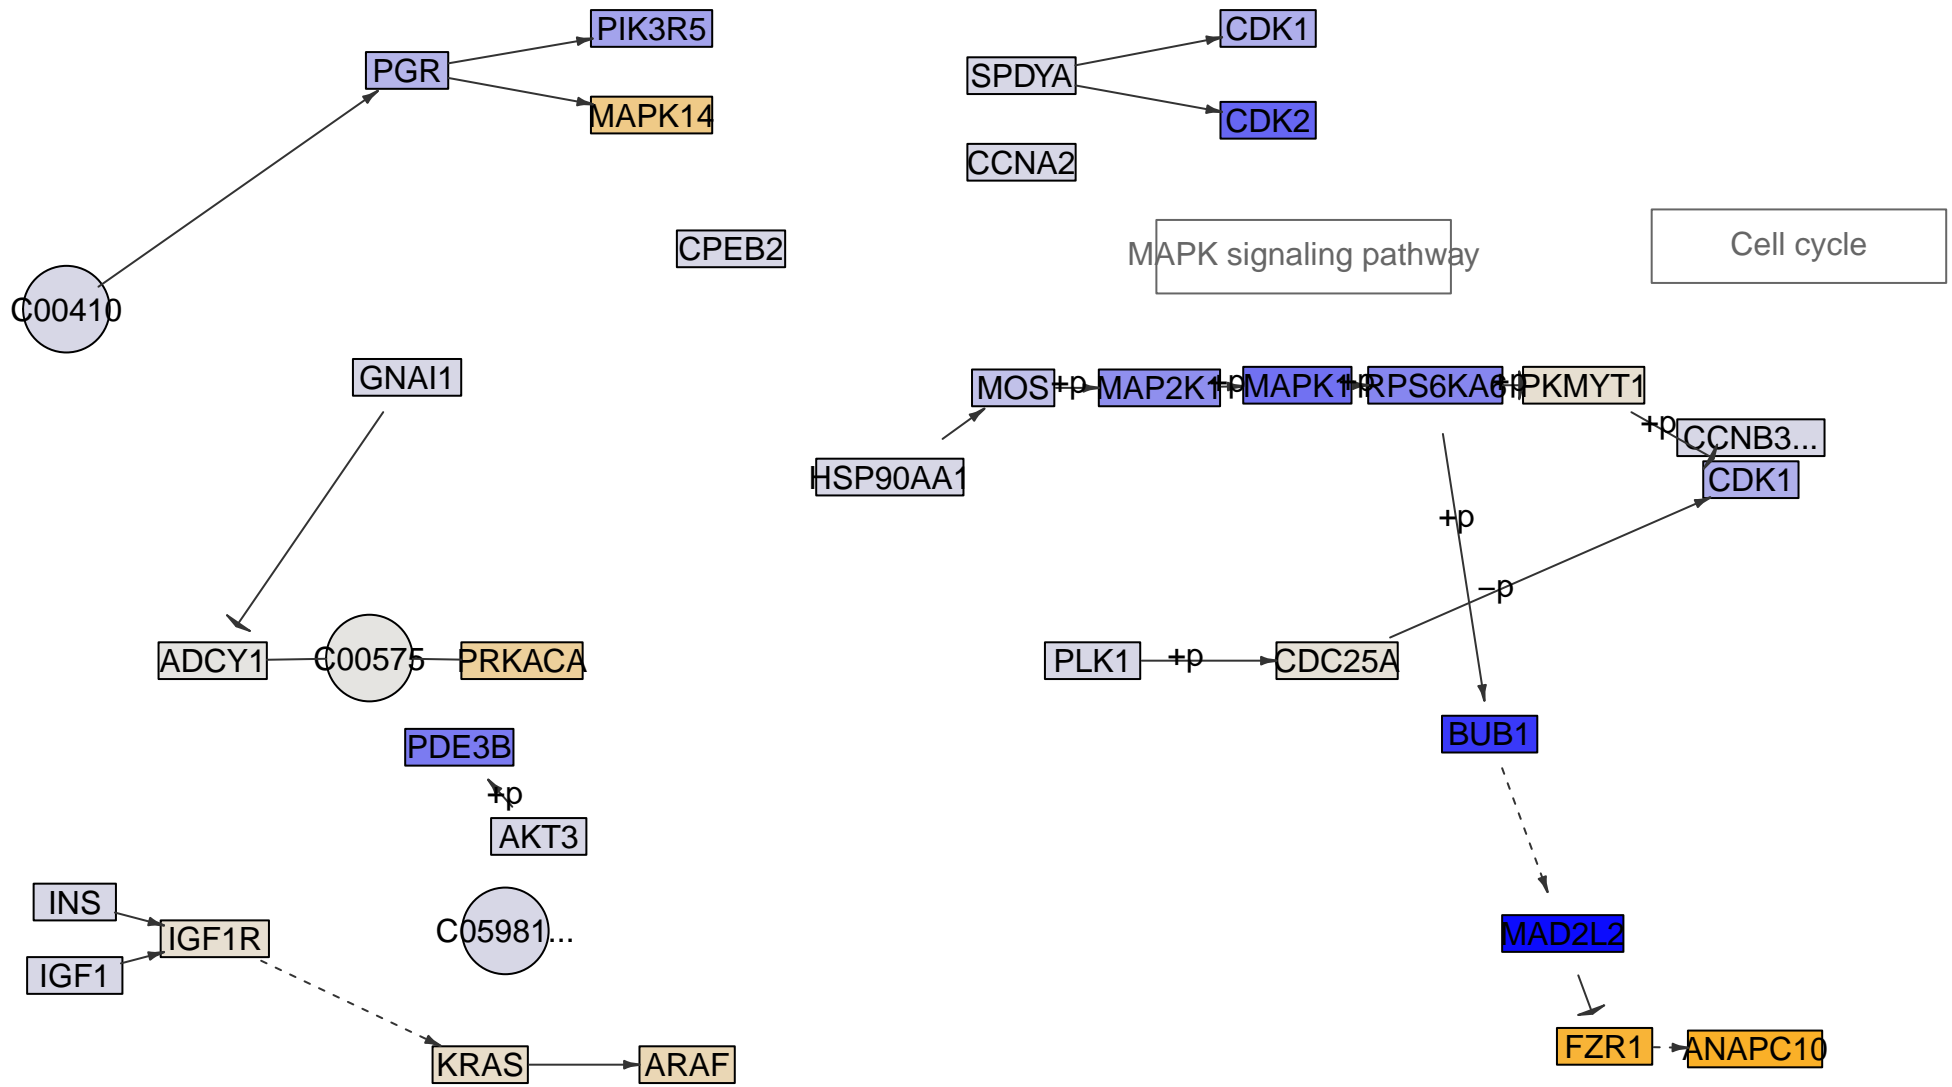 PIK3R5
CDK1
PGR
SPDYA
MAPK14
CDK2
CCNA2
CPEB2
MAPK signaling pathway
Cell cycle
C00410
GNAI1
MOS
+p
MAP2K1
+p
MAPK1
+p
RPS6KA6
+p
PKMYT1
+p
CCNB3...
HSP90AA1
CDK1
+p
−p
ADCY1
C00575
PRKACA
PLK1
+p
CDC25A
PDE3B
BUB1
+p
AKT3
INS
IGF1R
C05981...
MAD2L2
IGF1
KRAS
ARAF
FZR1
ANAPC10